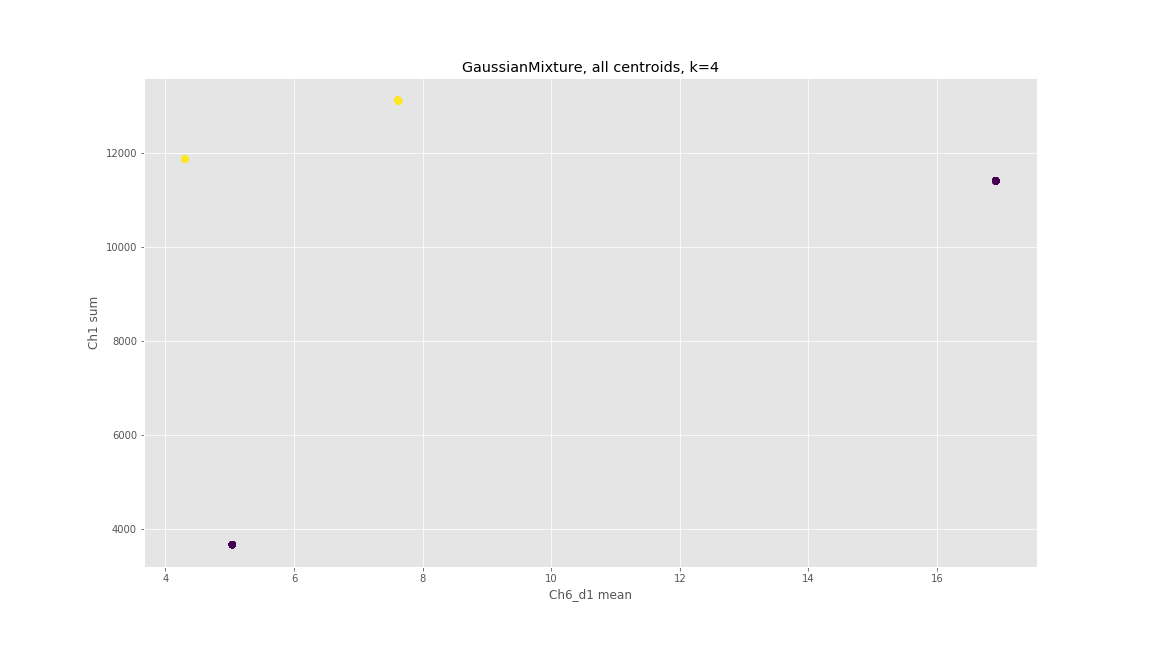 GaussianMixture, all centroids, k=4
12000
10000
8000
6000
4000
Ch1 sum
4 6 8 10 12 14 16
Ch6_d1 mean